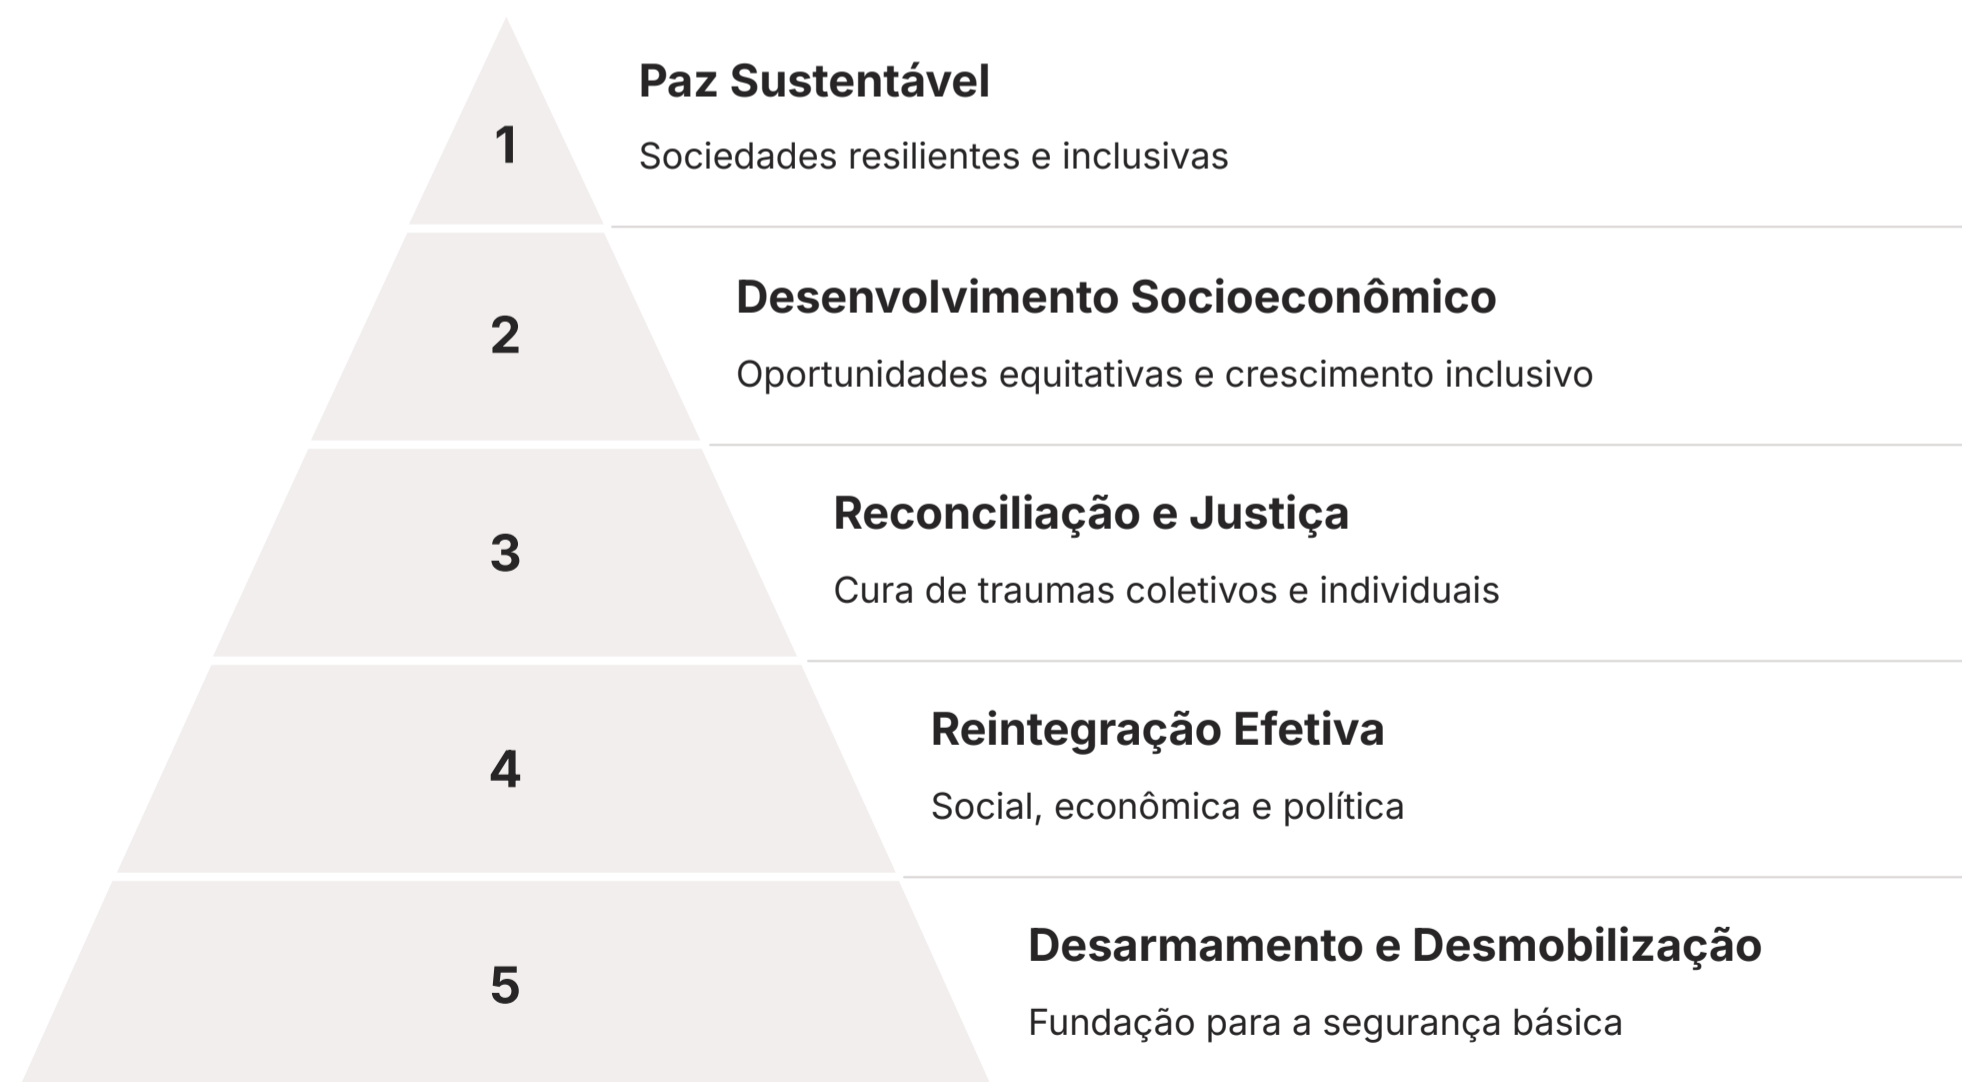 1
Paz Sustentável
Sociedades resilientes e inclusivas
2
Desenvolvimento Socioeconômico
Oportunidades equitativas e crescimento inclusivo
3
Reconciliação e Justiça
Cura de traumas coletivos e individuais
4
Reintegração Efetiva
Social, econômica e política
5
Desarmamento e Desmobilização
Fundação para a segurança básica